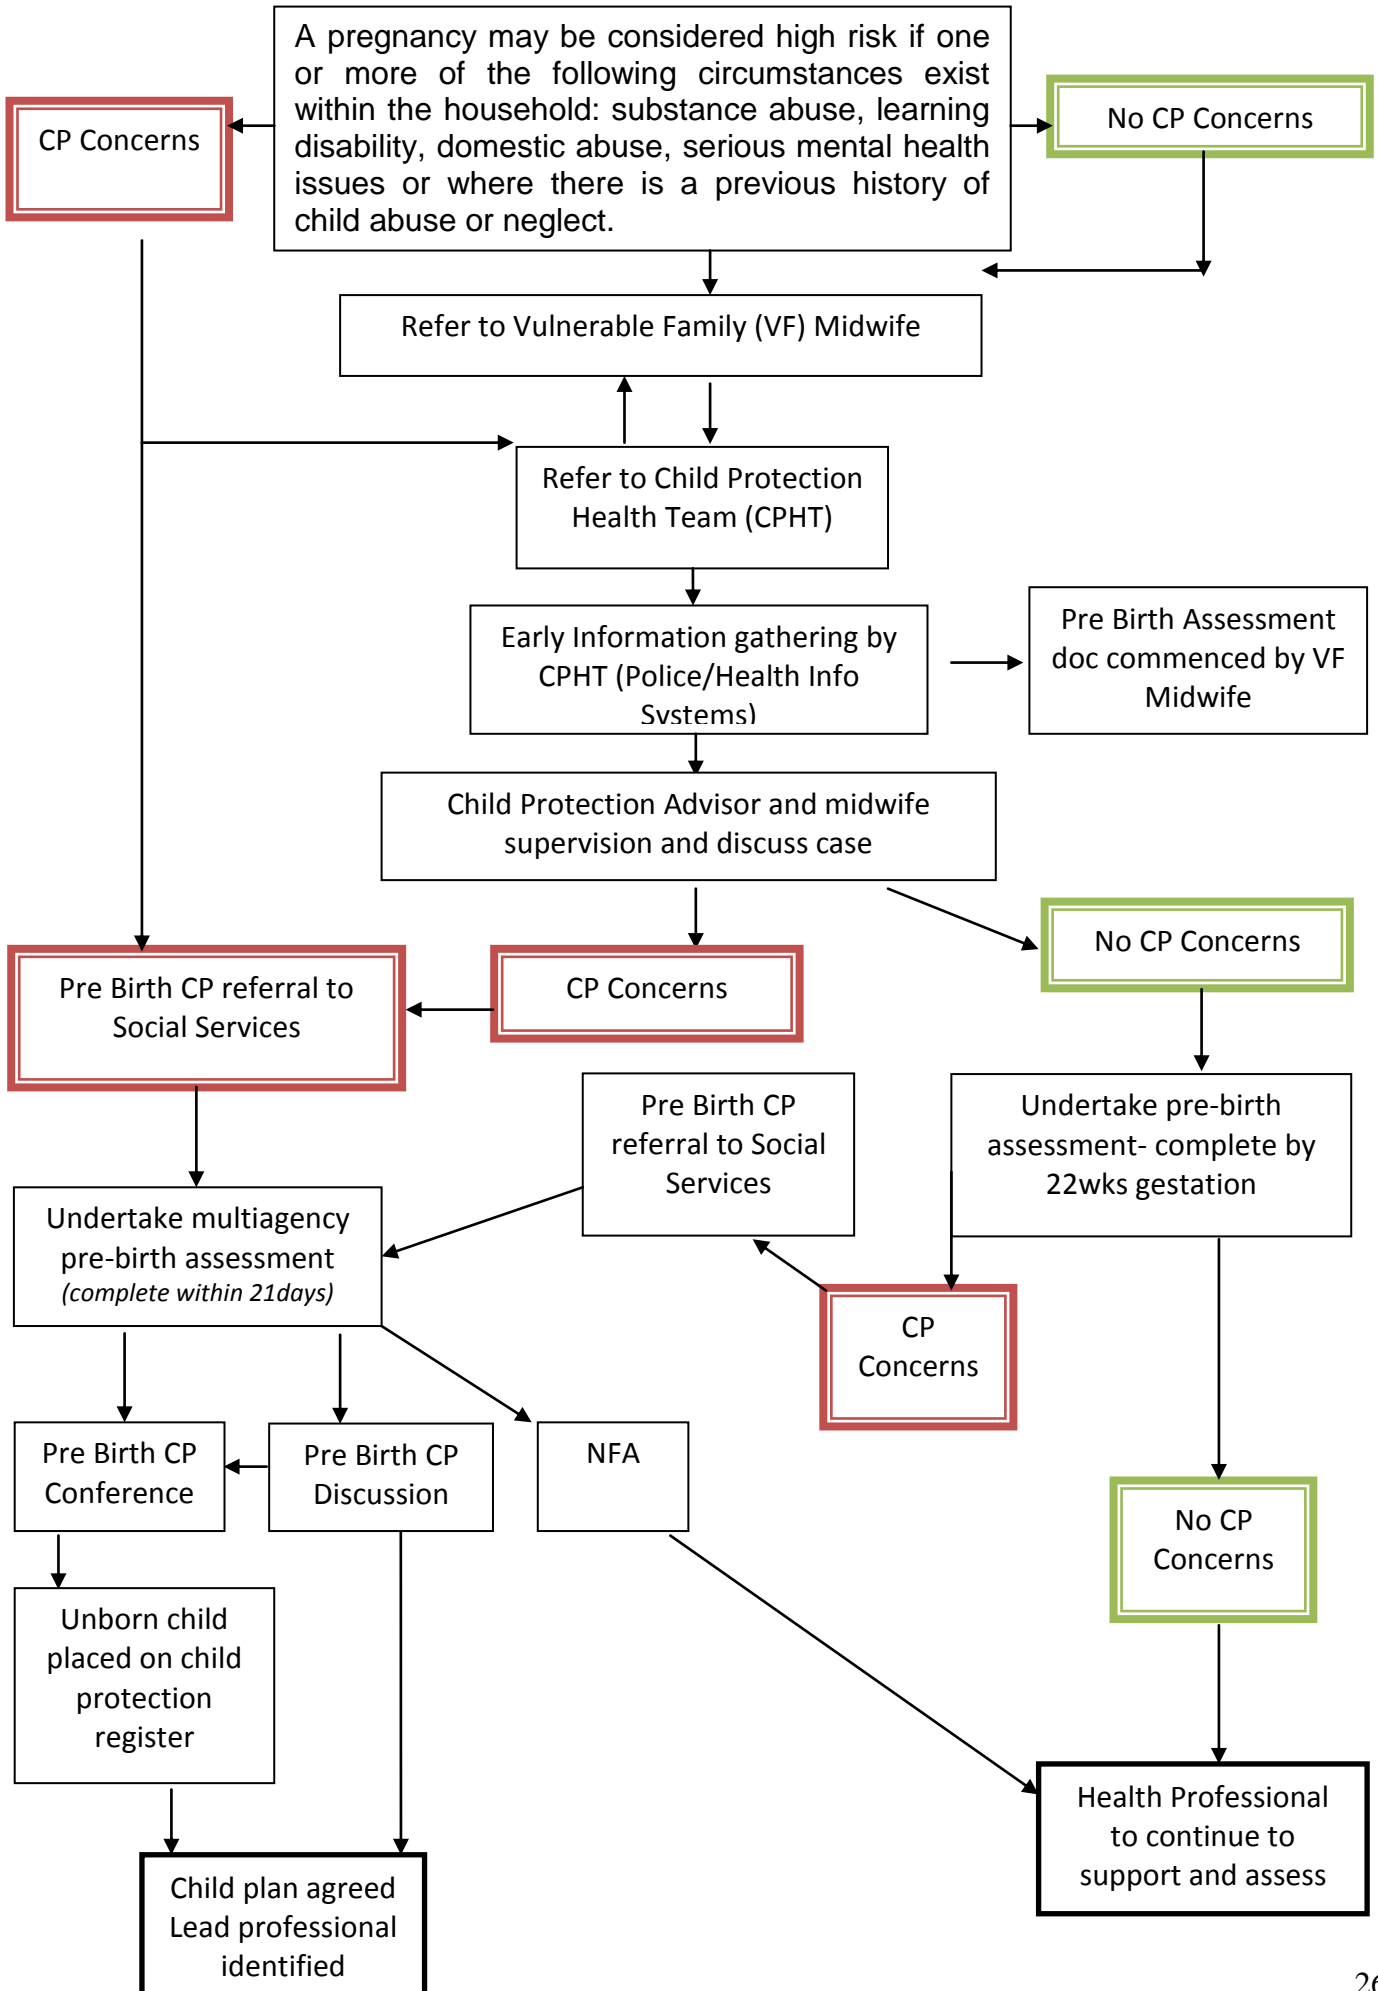 A pregnancy may be considered high risk if one
or more of the following circumstances exist
within the household: substance abuse, learning
disability, domestic abuse, serious mental health
issues or where there is a previous history of
child abuse or neglect.
CP Concerns
No CP Concerns
Refer to Vulnerable Family (VF) Midwife
Refer to Child Protection
Health Team (CPHT)
Early Information gathering by
CPHT (Police/Health Info
Systems)
Pre Birth Assessment
doc commenced by VF
Midwife
Child Protection Advisor and midwife
supervision and discuss case
No CP Concerns
CP Concerns
Pre Birth CP referral to
Social Services
Pre Birth CP
referral to Social
Services
Undertake pre-birth
assessment- complete by
22wks gestation
Undertake multiagency
pre-birth assessment
(complete within 21days)
CP
Concerns
Pre Birth CP
Conference
Pre Birth CP
Discussion
NFA
No CP
Concerns
Unborn child
placed on child
protection
register
Health Professional
to continue to
support and assess
Child plan agreed
Lead professional
identified
26